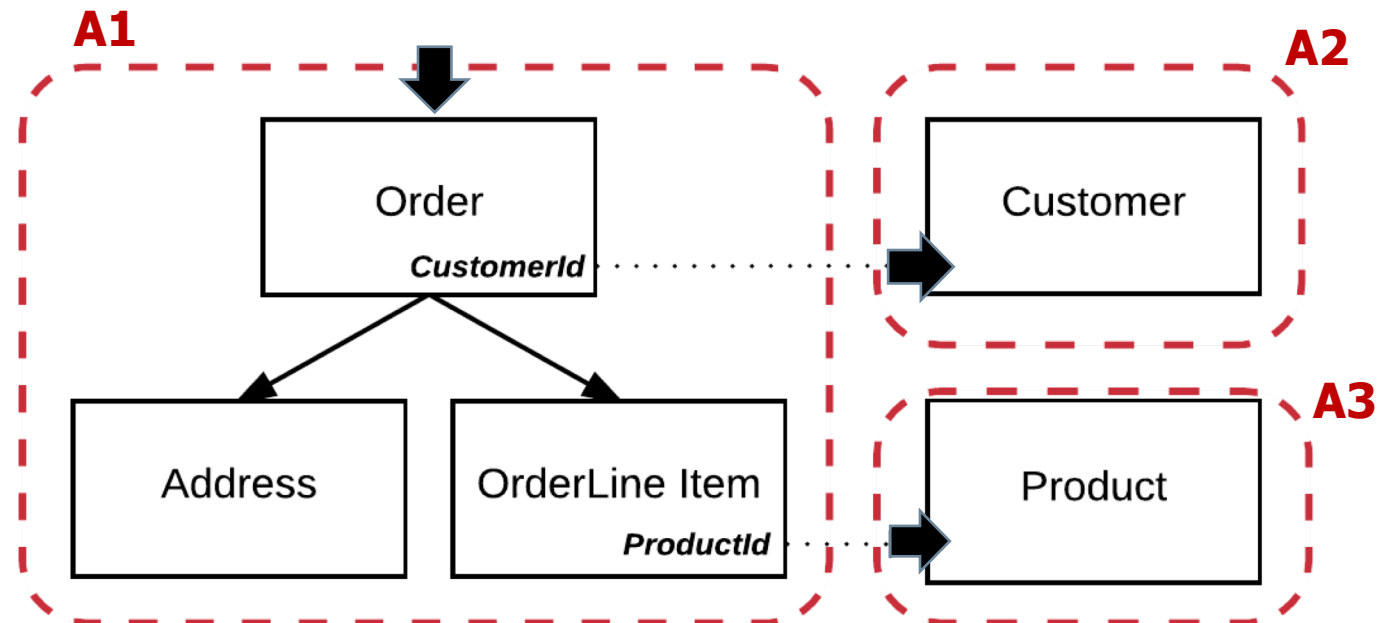 A1
A2
Order
CustomerId
Customer
A3
Address
OrderLine Item
ProductId
Product